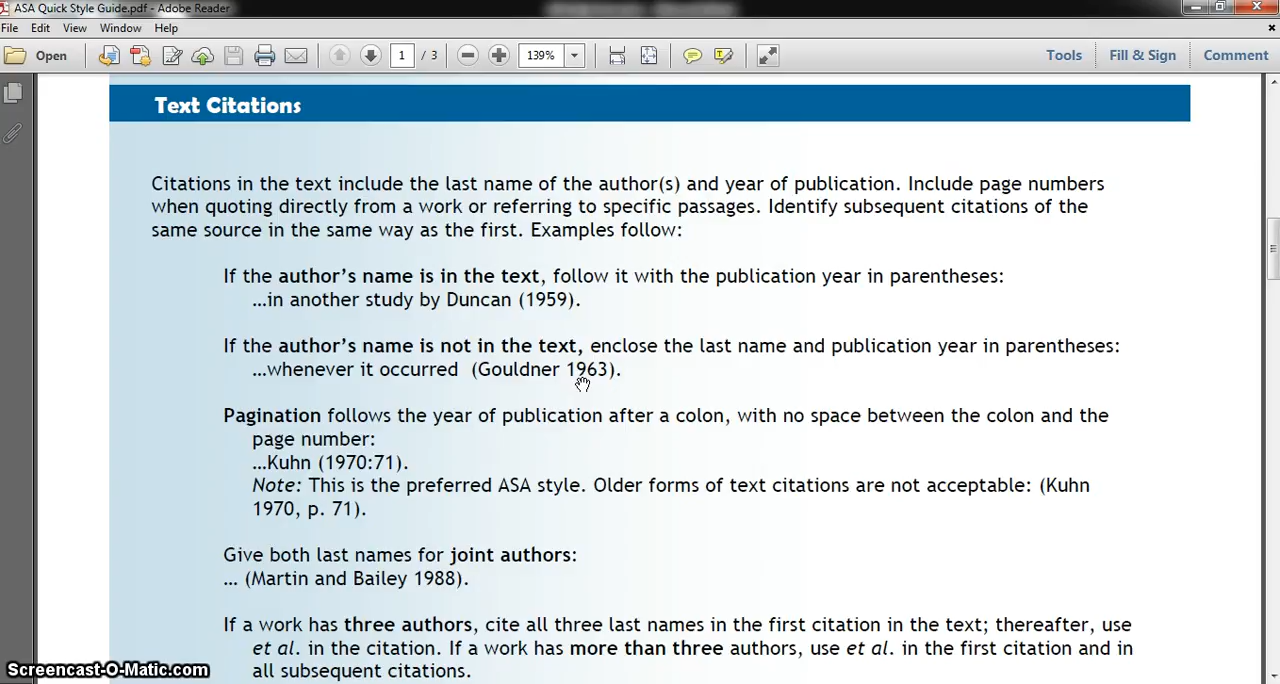 ASA Quick Style Guide.pdf - Adobe Reader
File Edit View Window Help
Open 1 / 3 139% Tools Fill & Sign Comment
Text Citations
Citations in the text include the last name of the author(s) and year of publication. Include page numbers
when quoting directly from a work or referring to specific passages. Identify subsequent citations of the
same source in the same way as the first. Examples follow:
If the author's name is in the text, follow it with the publication year in parentheses:
…in another study by Duncan (1959).
If the author's name is not in the text, enclose the last name and publication year in parentheses:
…whenever it occurred (Gouldner 1963).
Pagination follows the year of publication after a colon, with no space between the colon and the
page number:
…Kuhn (1970:71).
Note: This is the preferred ASA style. Older forms of text citations are not acceptable: (Kuhn
1970, p. 71).
Give both last names for joint authors:
… (Martin and Bailey 1988).
If a work has three authors, cite all three last names in the first citation in the text; thereafter, use
et al. in the citation. If a work has more than three authors, use et al. in the first citation and in
all subsequent citations.
Screencast-O-Matic.com